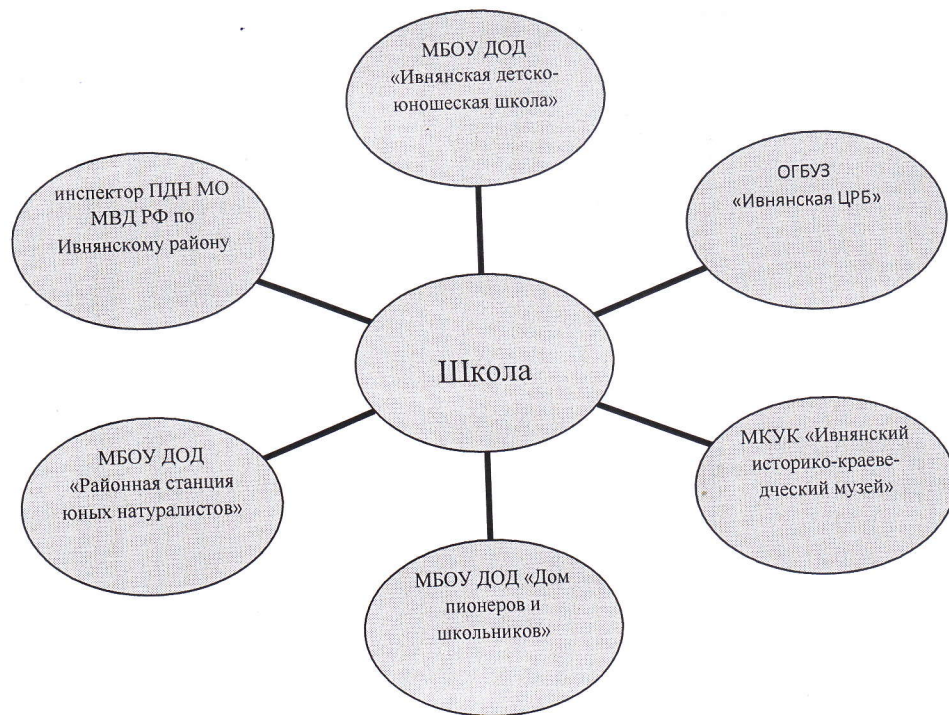 МБОУ ДОД
«Ивнянская детско-
юношеская школа»
инспектор ПДН МО
МВД РФ по
Ивнянскому району
ОГБУЗ
«Ивнянская ЦРБ»
Школа
МБОУ ДОД
«Районная станция
юных натуралистов»
МКУК «Ивнянский
историко-краеве-
дческий музей»
МБОУ ДОД «Дом
пионеров и
школьников»